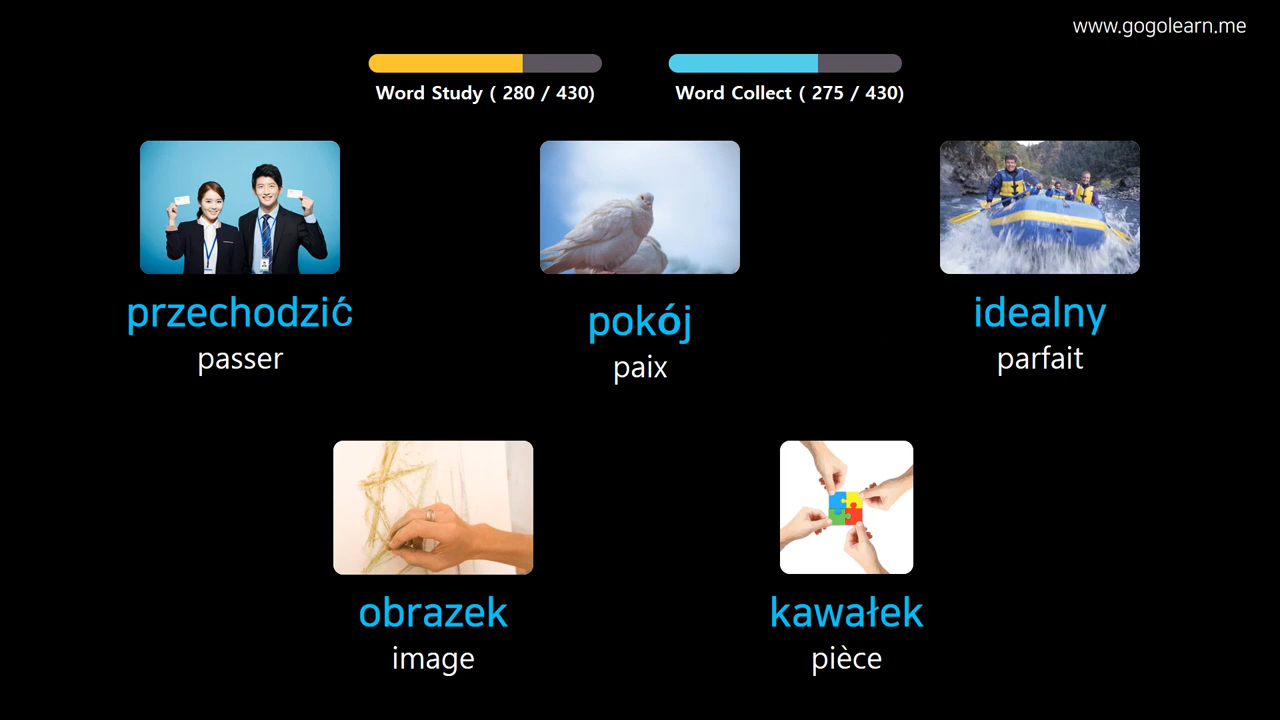 www.gogolearn.me
Word Study ( 280 / 430)
Word Collect ( 275 / 430)
przechodzić
passer
pokój
paix
idealny
parfait
obrazek
image
kawałek
pièce